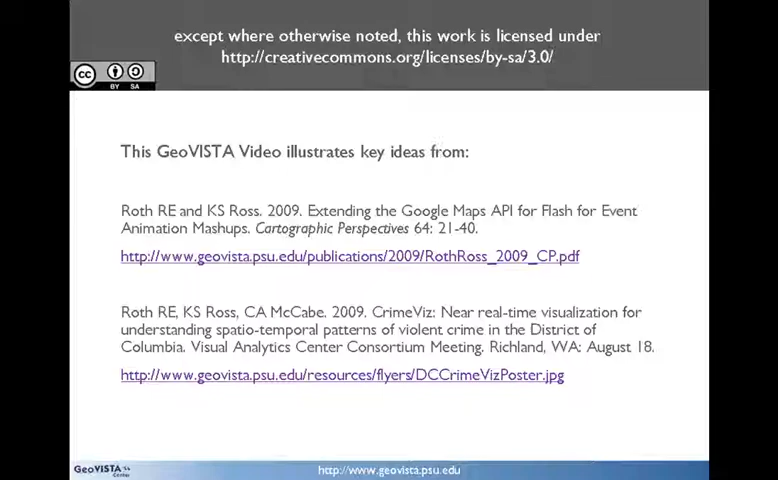 except where otherwise noted, this work is licensed under
http://creativecommons.org/licenses/by-sa/3.0/
cc
BY SA
This GeoVISTA Video illustrates key ideas from:
Roth RE and KS Ross. 2009. Extending the Google Maps API for Flash for Event
Animation Mashups. Cartographic Perspectives 64: 21-40.
http://www.geovista.psu.edu/publications/2009/RothRoss_2009_CP.pdf
Roth RE, KS Ross, CA McCabe. 2009. CrimeViz: Near real-time visualization for
understanding spatio-temporal patterns of violent crime in the District of
Columbia. Visual Analytics Center Consortium Meeting. Richland, WA: August 18.
http://www.geovista.psu.edu/resources/flyers/DCCrimeVizPoster.jpg
GeoVISTA
Center
http://www.geovista.psu.edu